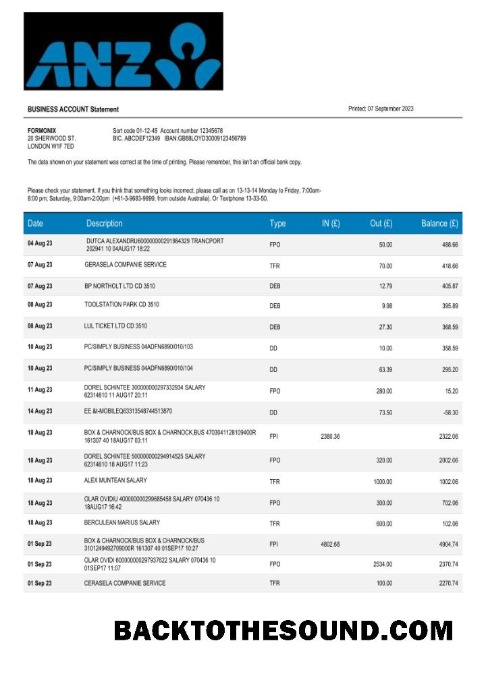 ANZ
BUSINESS ACCOUNT Statement Printed: 07 September 2023
FORMONIX Sort code 01-12-45 Account number 12345678
20 SHERWOOD ST. BIC. ABCDEF12349 IBAN GB88LOYD30009123456789
LONDON W1F 7ED
The data shown on your statement was correct at the time of printing. Please remember, this isn't an official bank copy.
Please check your statement. If you think that something looks incorrect, please call us on 13-13-14 Monday to Friday, 7:00am-
8:00 pm; Saturday, 9:00am-2:00pm (+61-3-9683-9999, from outside Australia). Or Textphone 13-33-50.
Date Description Type IN (£) Out (£) Balance (£)
04 Aug 23 DUTCA ALEXANDRU600000000291984329 TRANCPORT FPO 50.00 488.66
202941 10 04AUG17 18:22
07 Aug 23 GERASELA COMPANIE SERVICE TFR 70.00 418.66
07 Aug 23 BP NORTHOLT LTD CD 3510 DEB 12.79 405.87
08 Aug 23 TOOLSTATION PARK CD 3510 DEB 9.98 395.89
08 Aug 23 LUL TICKET LTD CD 3510 DEB 27.30 368.59
10 Aug 23 PC/SIMPLY BUSINESS 04ADFN6890/010/103 DD 10.00 358.59
10 Aug 23 PC/SIMPLY BUSINESS 04ADFN6890/010/104 DD 63.39 295.20
11 Aug 23 DOREL SCHINTEE 300000000297332934 SALARY FPO 280.00 15.20
62314610 11 AUG17 20:11
14 Aug 23 EE &I-MOBILEQ63313548744513870 DD 73.50 -58.30
18 Aug 23 BOX & CHARNOCK/BUS BOX & CHARNOCK,BUS 4703641128109400R FPI 2380.36 2322.06
161307 40 18AUG17 03:11
18 Aug 23 DOREL SCHINTEE 500000000294914525 SALARY FPO 320.00 2002.06
62314610 18 AUG17 11:23
18 Aug 23 ALEX MUNTEAN SALARY TFR 1000.00 1002.06
18 Aug 23 OLAR OVIDIU 400000000299685458 SALARY 070436 10 FPO 300.00 702.06
18AUG17 16:42
18 Aug 23 BERCULEAN MARIUS SALARY TFR 600.00 102.06
01 Sep 23 BOX & CHARNOCK/BUS BOX & CHARNOCK/BUS FPI 4802.68 4904.74
3101249492709000R 161307 40 01SEP17 10:27
01 Sep 23 OLAR OVIDI 600000000297937622 SALARY 070436 10 FPO 2534.00 2370.74
01SEP17 11:07
01 Sep 23 CERASELA COMPANIE SERVICE TFR 100.00 2270.74
BACKTOTHESOUND.COM